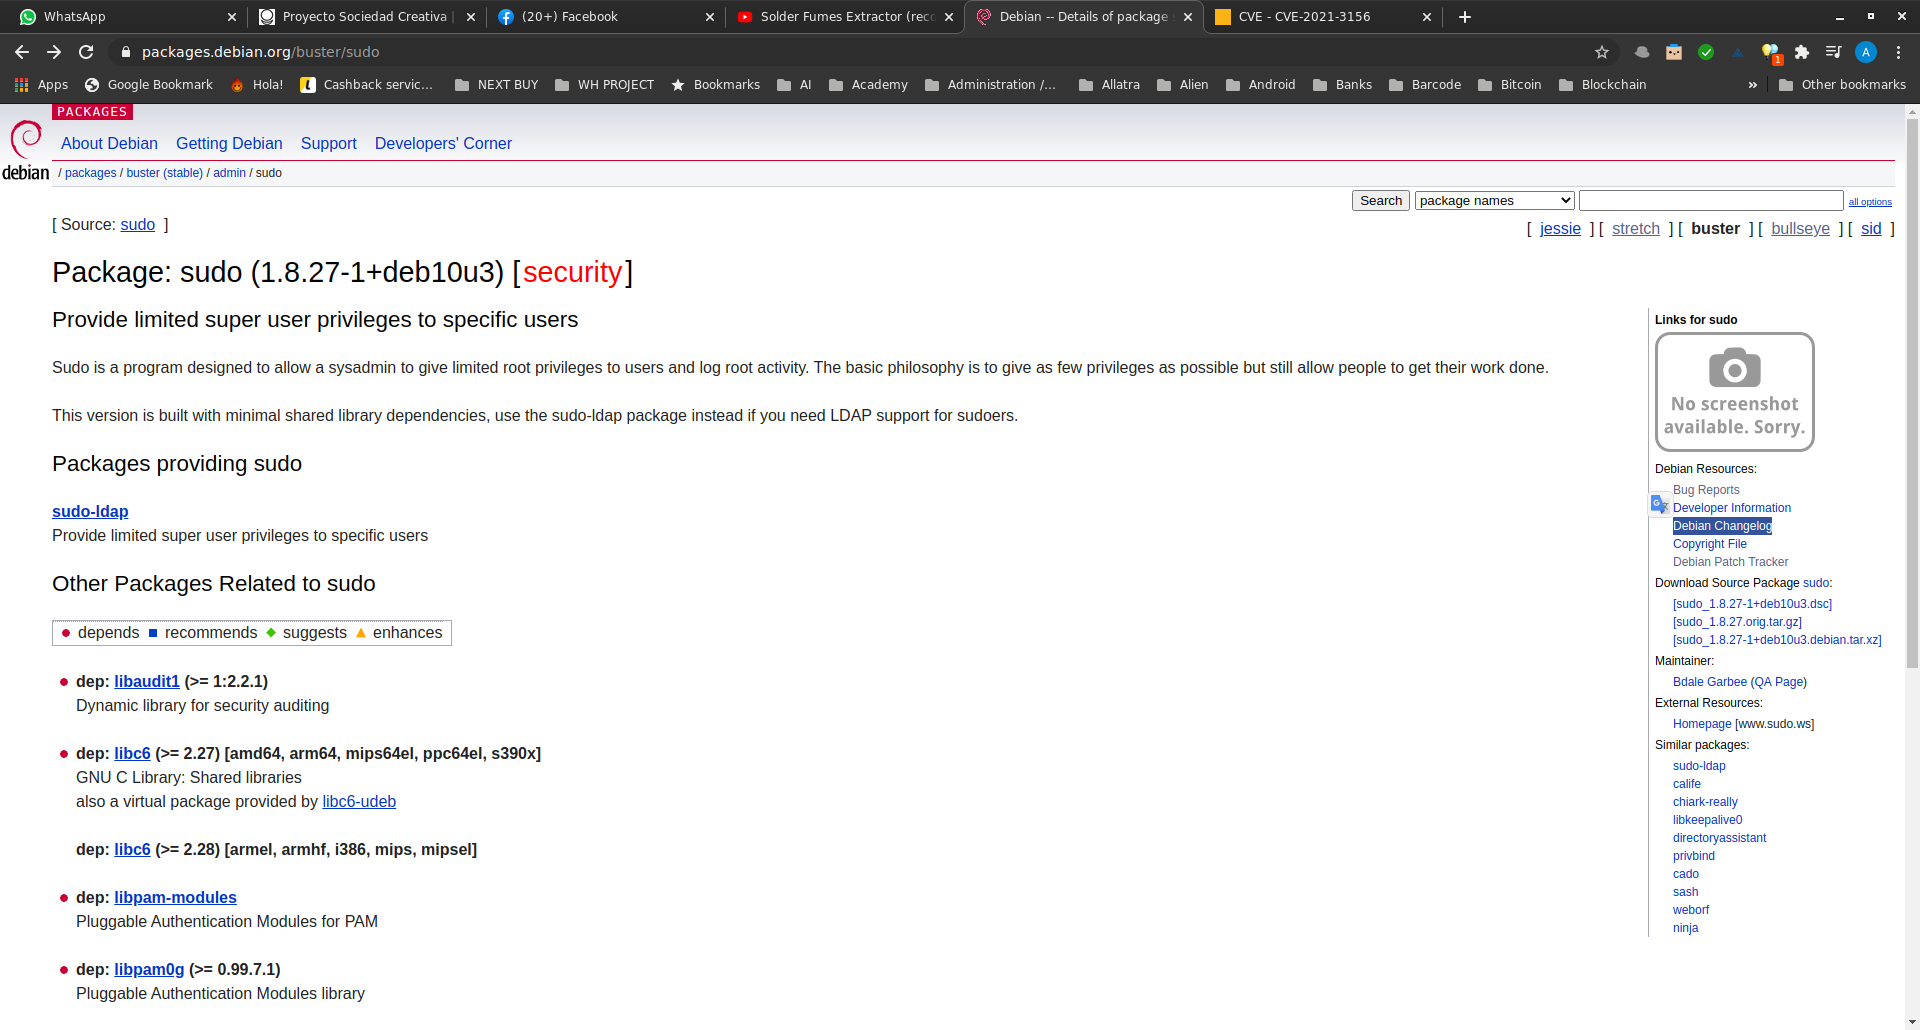 WhatsApp
Proyecto Sociedad Creativa |
(20+) Facebook
Solder Fumes Extractor (reco
Debian -- Details of package
CVE - CVE-2021-3156
packages.debian.org/buster/sudo
A
1
Apps
Google Bookmark
Hola!
Cashback servic...
NEXT BUY
WH PROJECT
Bookmarks
AI
Academy
Administration /...
Allatra
Alien
Android
Banks
Barcode
Bitcoin
Blockchain
»
Other bookmarks
PACKAGES
debian
About Debian
Getting Debian
Support
Developers' Corner
/ packages / buster (stable) / admin / sudo
Search
package names
all options
[ Source: sudo ]
[ jessie ] [ stretch ] [ buster ] [ bullseye ] [ sid ]
Package: sudo (1.8.27-1+deb10u3) [security]
Provide limited super user privileges to specific users
Sudo is a program designed to allow a sysadmin to give limited root privileges to users and log root activity. The basic philosophy is to give as few privileges as possible but still allow people to get their work done.
This version is built with minimal shared library dependencies, use the sudo-ldap package instead if you need LDAP support for sudoers.
Packages providing sudo
sudo-ldap
Provide limited super user privileges to specific users
Other Packages Related to sudo
depends recommends suggests enhances
dep: libaudit1 (>= 1:2.2.1)
Dynamic library for security auditing
dep: libc6 (>= 2.27) [amd64, arm64, mips64el, ppc64el, s390x]
GNU C Library: Shared libraries
also a virtual package provided by libc6-udeb
dep: libc6 (>= 2.28) [armel, armhf, i386, mips, mipsel]
dep: libpam-modules
Pluggable Authentication Modules for PAM
dep: libpam0g (>= 0.99.7.1)
Pluggable Authentication Modules library
Links for sudo
No screenshot
available. Sorry.
Debian Resources:
Bug Reports
Developer Information
Debian Changelog
Copyright File
Debian Patch Tracker
Download Source Package sudo:
[sudo_1.8.27-1+deb10u3.dsc]
[sudo_1.8.27.orig.tar.gz]
[sudo_1.8.27-1+deb10u3.debian.tar.xz]
Maintainer:
Bdale Garbee (QA Page)
External Resources:
Homepage [www.sudo.ws]
Similar packages:
sudo-ldap
calife
chiark-really
libkeepalive0
directoryassistant
privbind
cado
sash
weborf
ninja